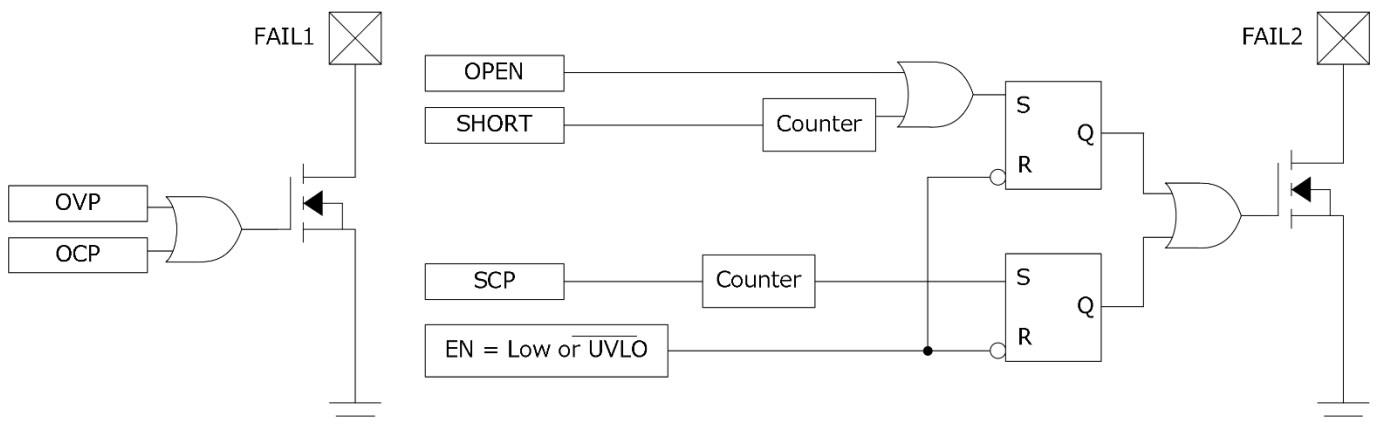 FAIL1
OVP
OCP
FAIL2
OPEN
SHORT
Counter
S
Q
R
SCP
Counter
S
Q
R
EN = Low or UVLO